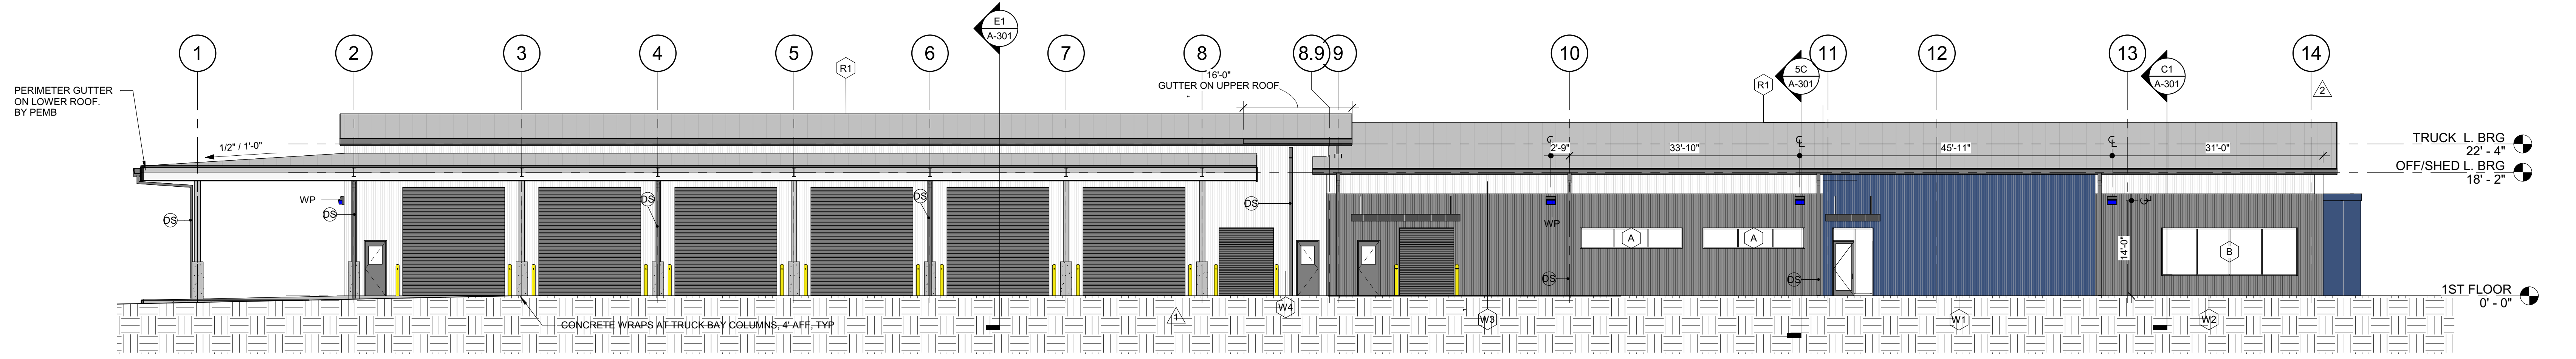 E1
A-301
1
2
3
4
5
6
7
8
8.9
9
10
11
12
13
14
5C
A-301
C1
A-301
R1
R1
2
16'-0"
GUTTER ON UPPER ROOF
PERIMETER GUTTER
ON LOWER ROOF.
BY PEMB
1/2" / 1'-0"
2'-9"
33'-10"
45'-11"
31'-0"
TRUCK L. BRG
22' - 4"
OFF/SHED L. BRG
18' - 2"
WP
DS
DS
DS
DS
DS
WP
DS
DS
A
A
B
14'-0"
1ST FLOOR
0' - 0"
CONCRETE WRAPS AT TRUCK BAY COLUMNS, 4' AFF, TYP
1
W4
W3
W1
W2